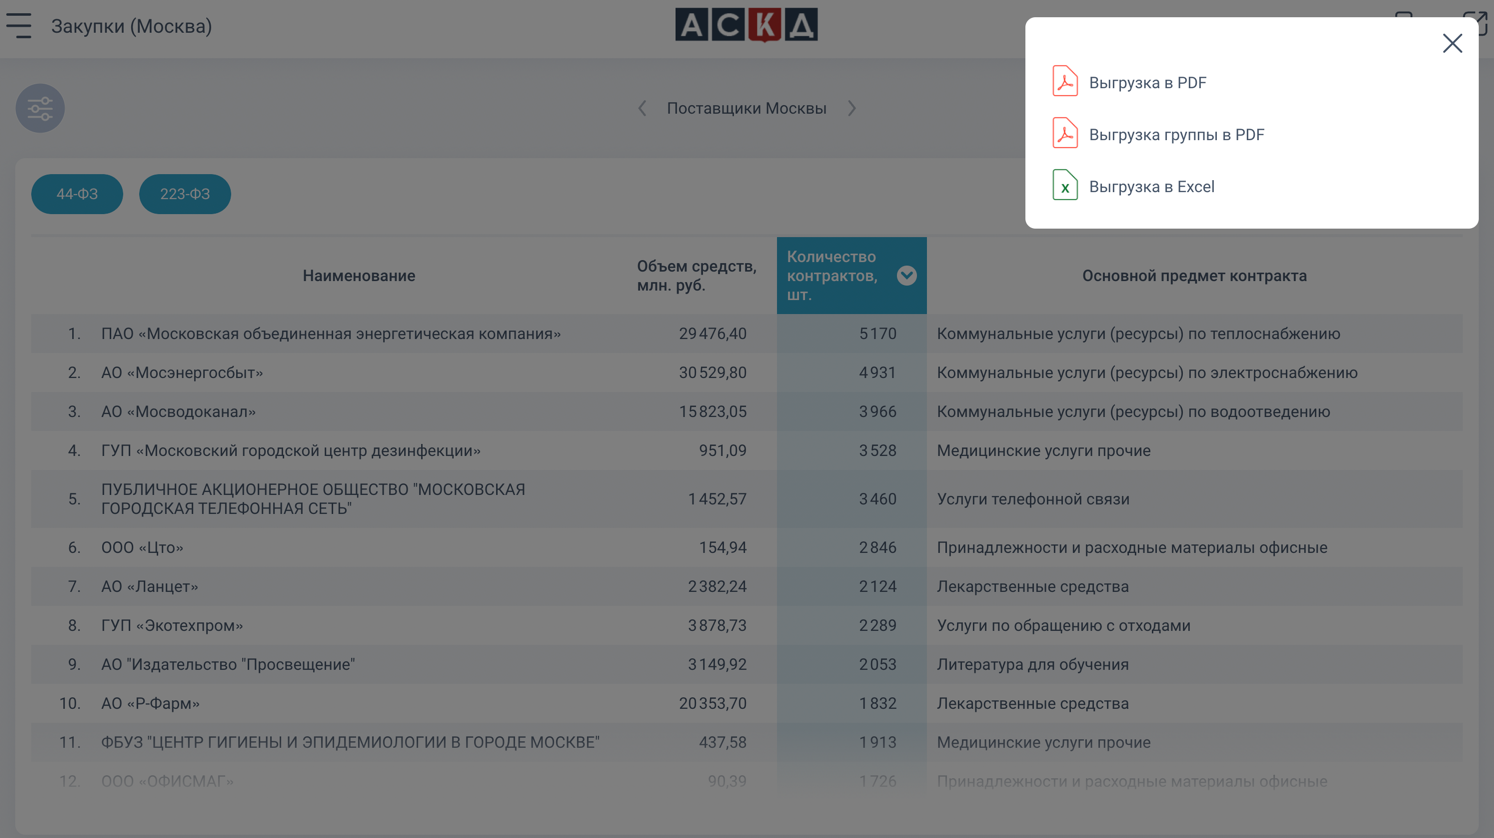 Закупки (Москва)
АСКД
Выгрузка в PDF
Выгрузка группы в PDF
Выгрузка в Excel
Поставщики Москвы
44-ФЗ 223-ФЗ
Наименование
Объем средств,
млн. руб.
Количество
контрактов,
шт.
Основной предмет контракта
1. ПАО «Московская объединенная энергетическая компания» 29 476,40 5 170 Коммунальные услуги (ресурсы) по теплоснабжению
2. АО «Мосэнергосбыт» 30 529,80 4 931 Коммунальные услуги (ресурсы) по электроснабжению
3. АО «Мосводоканал» 15 823,05 3 966 Коммунальные услуги (ресурсы) по водоотведению
4. ГУП «Московский городской центр дезинфекции» 951,09 3 528 Медицинские услуги прочие
5. ПУБЛИЧНОЕ АКЦИОНЕРНОЕ ОБЩЕСТВО "МОСКОВСКАЯ
ГОРОДСКАЯ ТЕЛЕФОННАЯ СЕТЬ" 1 452,57 3 460 Услуги телефонной связи
6. ООО «Цто» 154,94 2 846 Принадлежности и расходные материалы офисные
7. АО «Ланцет» 2 382,24 2 124 Лекарственные средства
8. ГУП «Экотехпром» 3 878,73 2 289 Услуги по обращению с отходами
9. АО "Издательство "Просвещение" 3 149,92 2 053 Литература для обучения
10. АО «Р-Фарм» 20 353,70 1 832 Лекарственные средства
11. ФБУЗ "ЦЕНТР ГИГИЕНЫ И ЭПИДЕМИОЛОГИИ В ГОРОДЕ МОСКВЕ" 437,58 1 913 Медицинские услуги прочие
12. ООО «ОФИСМАГ» 90,39 1 726 Принадлежности и расходные материалы офисные